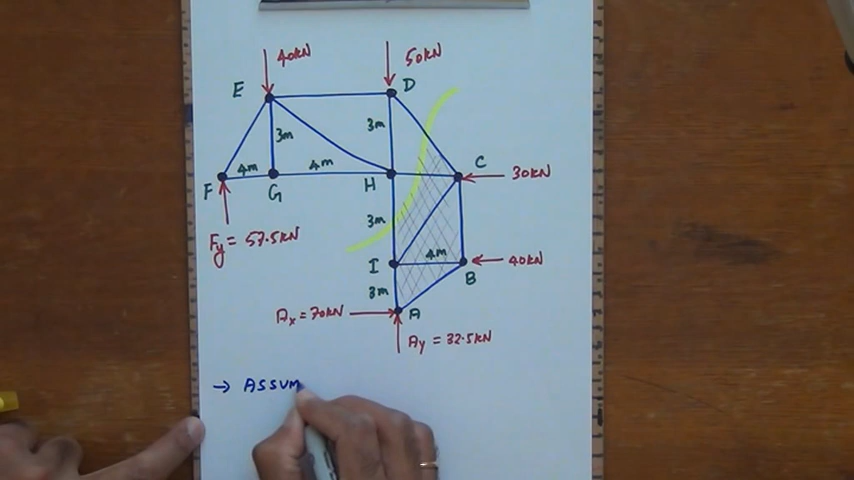 40kN
50kN
E
D
3m
3m
C
4m
4m
30kN
F
G
H
3m
Fy = 57.5kN
4m
I
40kN
B
3m
Ax = 70kN
A
Ay = 32.5kN
→ ASSUM